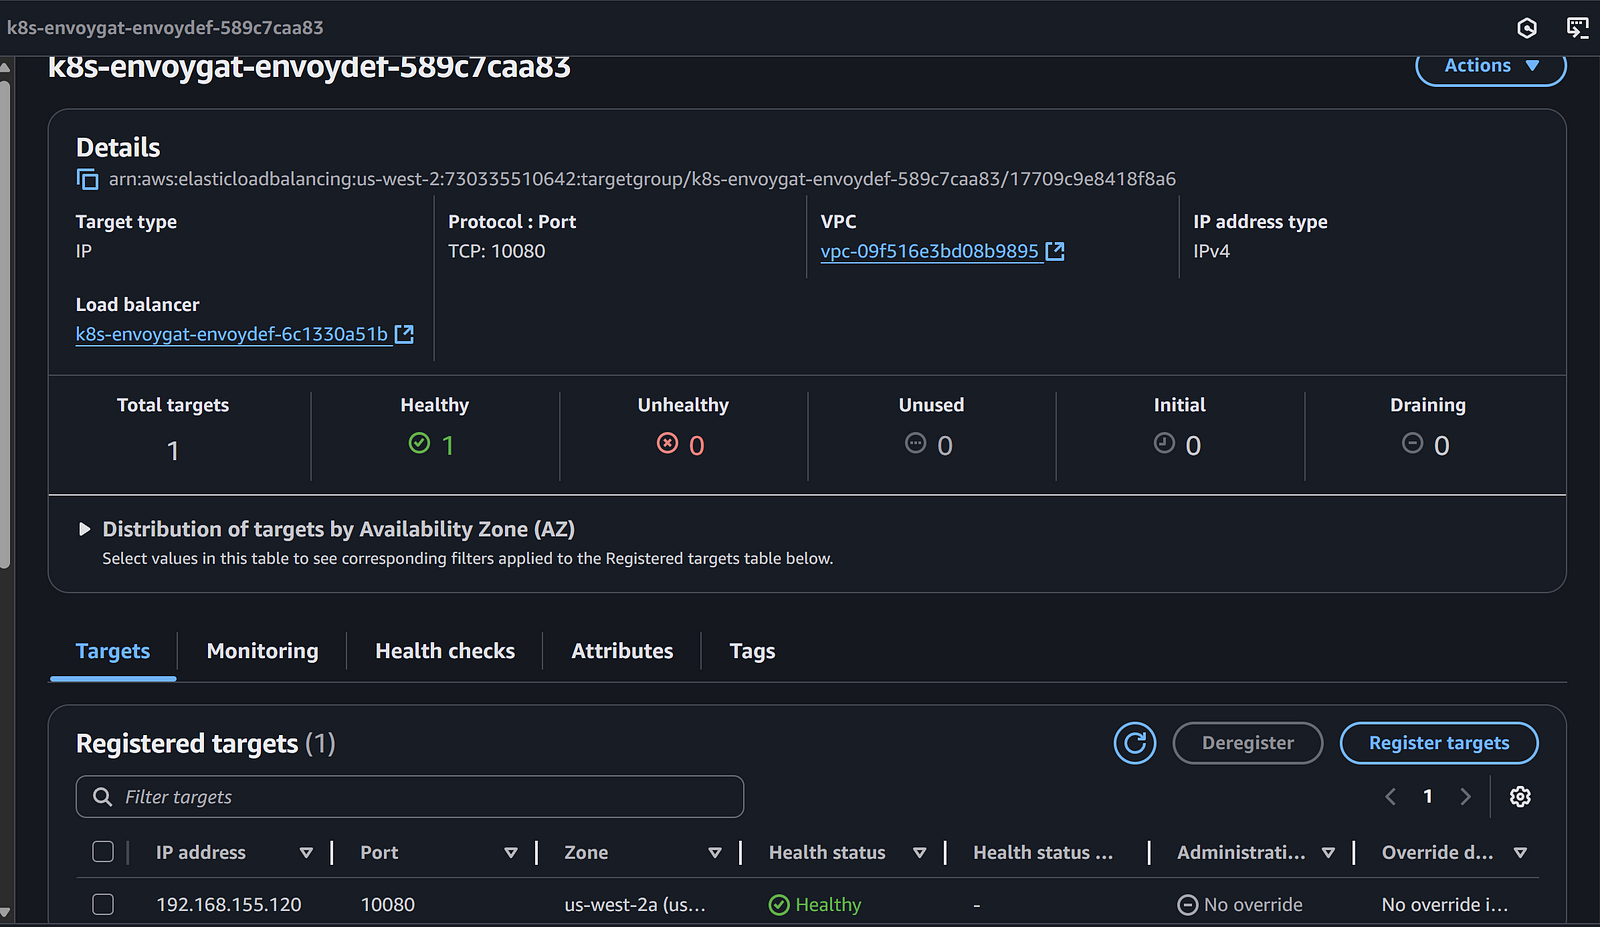 k8s-envoygat-envoydef-589c7caa83
k8s-envoygat-envoydef-589c7caa83
Actions
Details
arn:aws:elasticloadbalancing:us-west-2:730335510642:targetgroup/k8s-envoygat-envoydef-589c7caa83/17709c9e8418f8a6
Target type Protocol : Port VPC IP address type
IP TCP: 10080 vpc-09f516e3bd08b9895 IPv4
Load balancer
k8s-envoygat-envoydef-6c1330a51b
Total targets Healthy Unhealthy Unused Initial Draining
1 1 0 0 0 0
Distribution of targets by Availability Zone (AZ)
Select values in this table to see corresponding filters applied to the Registered targets table below.
Targets Monitoring Health checks Attributes Tags
Registered targets (1) Deregister Register targets
Filter targets 1
IP address Port Zone Health status Health status ... Administrati... Override d...
192.168.155.120 10080 us-west-2a (us... Healthy - No override No override i...